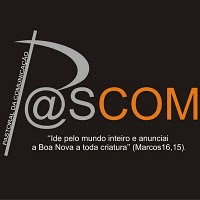 PASTORAL DA COMUNICAÇÃO
P@SCOM
"Ide pelo mundo inteiro e anunciai
a Boa Nova a toda criatura" (Marcos16,15).